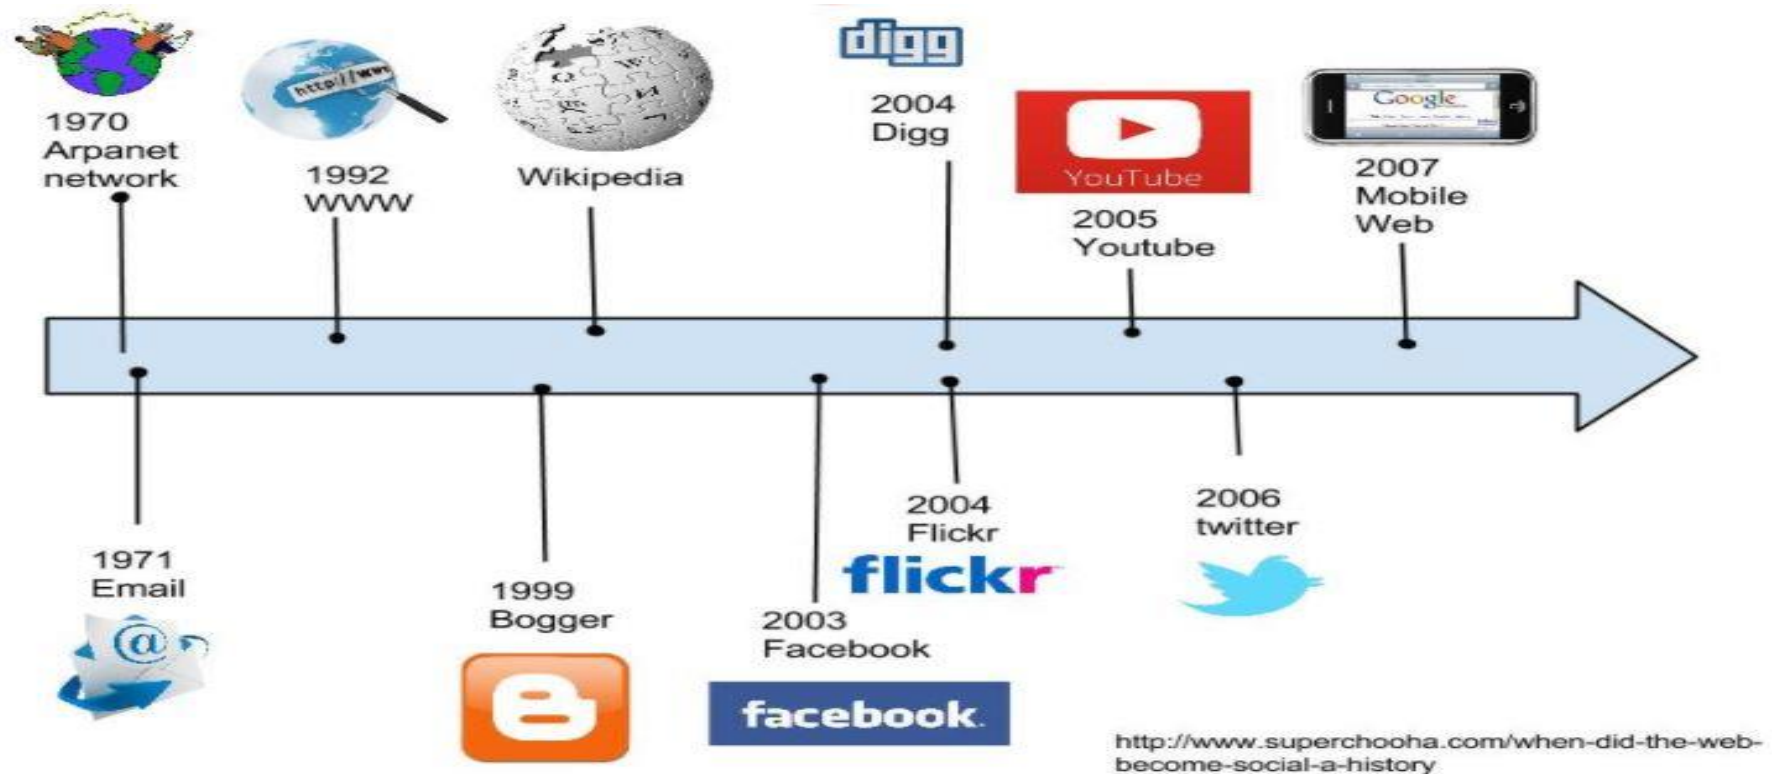 1970
Arpanet
network
http://www
1992
WWW
Wikipedia
digg
2004
Digg
YouTube
2005
Youtube
Google
2007
Mobile
Web
1971
Email
@
1999
Bogger
2003
Facebook
facebook.
2004
Flickr
flickr
2006
twitter
http://www.superchooha.com/when-did-the-web-
become-social-a-history